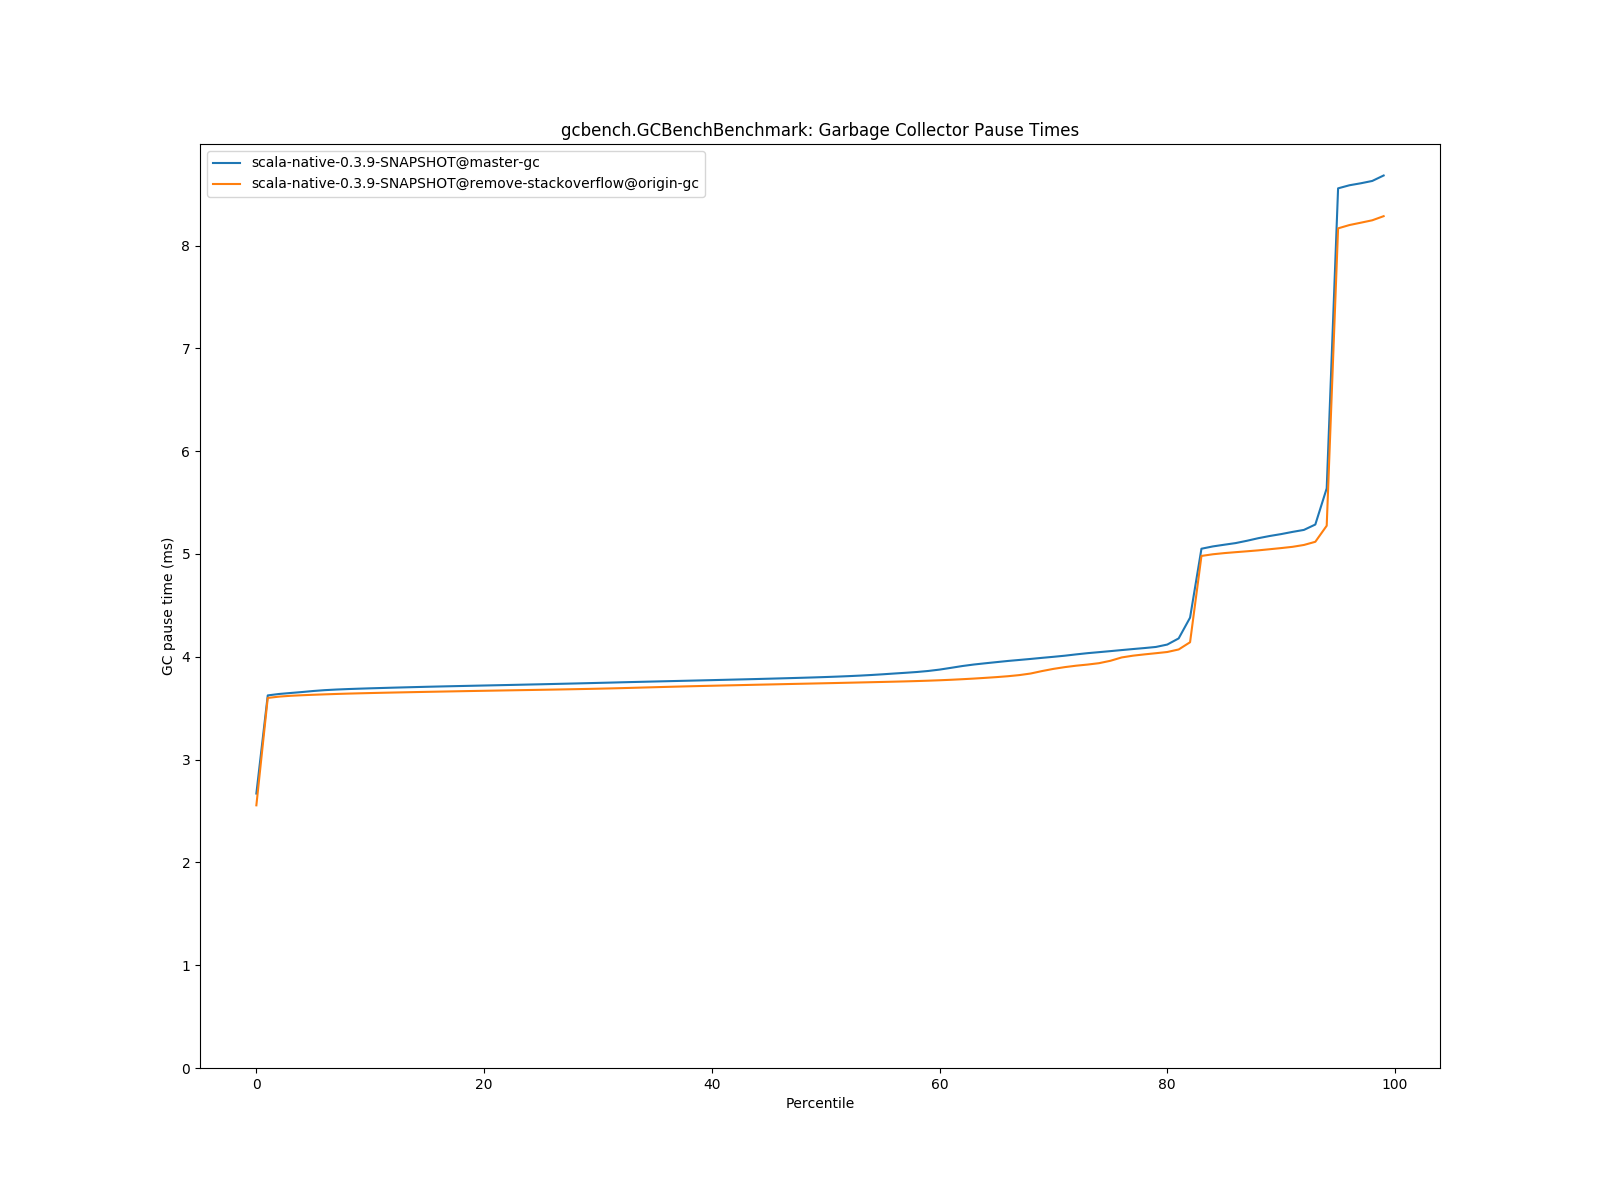 gcbench.GCBenchBenchmark: Garbage Collector Pause Times
scala-native-0.3.9-SNAPSHOT@master-gc
scala-native-0.3.9-SNAPSHOT@remove-stackoverflow@origin-gc
8
7
6
5
4
3
2
1
0
GC pause time (ms)
0 20 40 60 80 100
Percentile